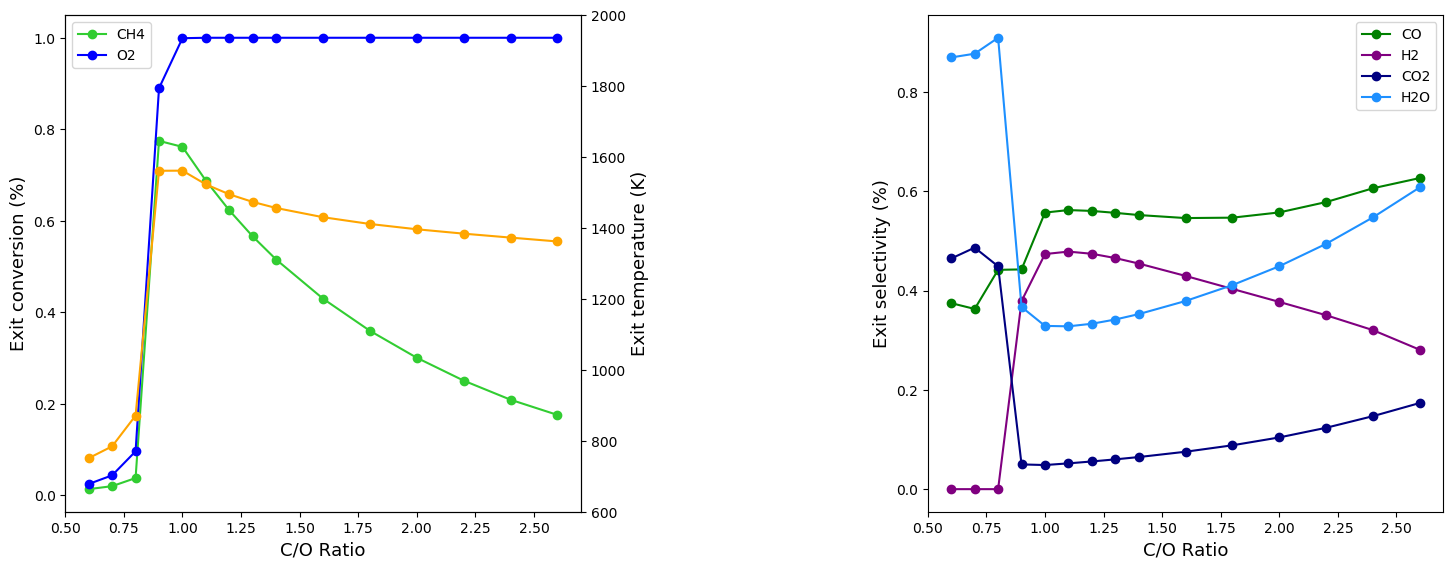 CH4
O2
1.0
0.8
0.6
0.4
0.2
0.0
Exit conversion (%)
0.50 0.75 1.00 1.25 1.50 1.75 2.00 2.25 2.50
C/O Ratio
2000
1800
1600
1400
1200
1000
800
600
Exit temperature (K)
CO
H2
CO2
H2O
0.8
0.6
0.4
0.2
0.0
Exit selectivity (%)
0.50 0.75 1.00 1.25 1.50 1.75 2.00 2.25 2.50
C/O Ratio